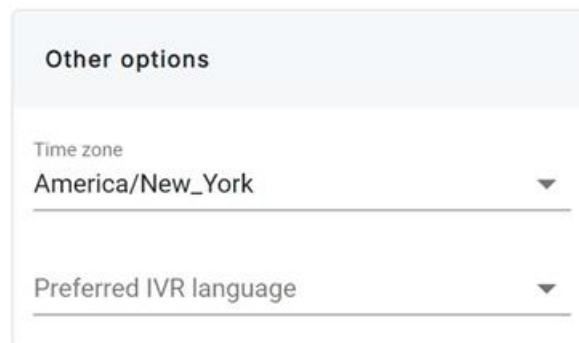 Other options
Time zone
America/New_York
Preferred IVR language